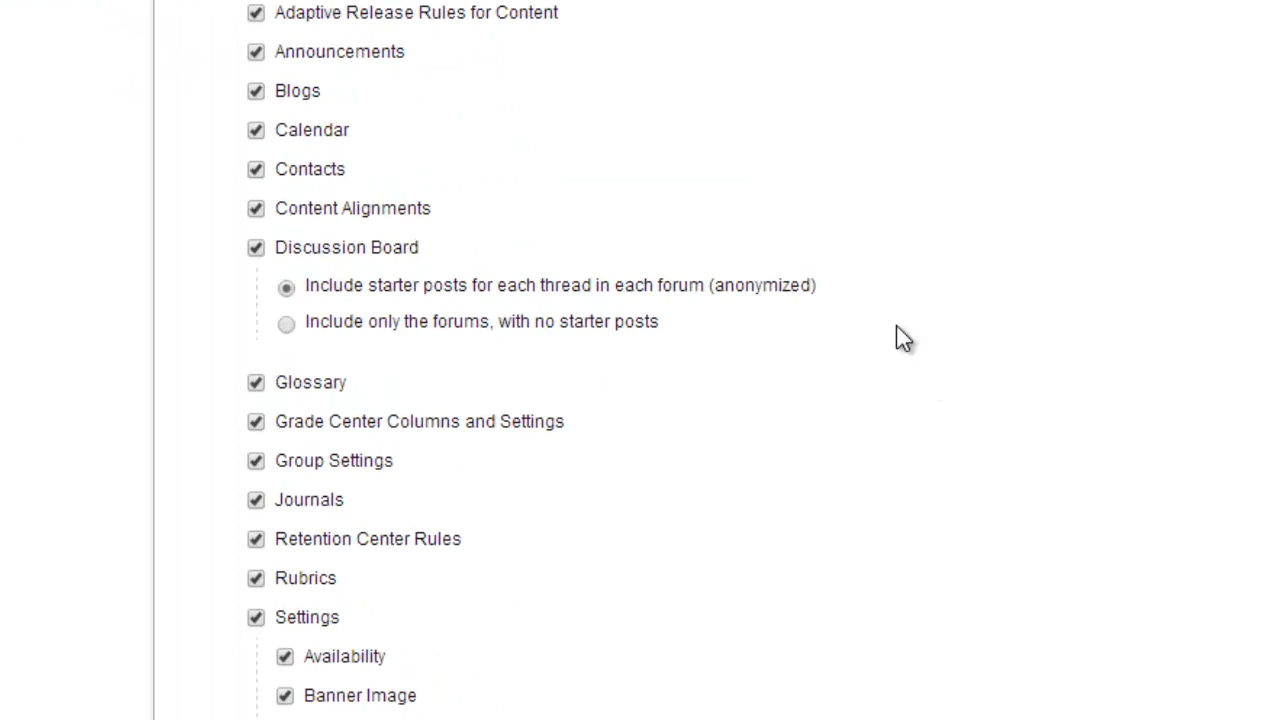 Adaptive Release Rules for Content
Announcements
Blogs
Calendar
Contacts
Content Alignments
Discussion Board
Include starter posts for each thread in each forum (anonymized)
Include only the forums, with no starter posts
Glossary
Grade Center Columns and Settings
Group Settings
Journals
Retention Center Rules
Rubrics
Settings
Availability
Banner Image